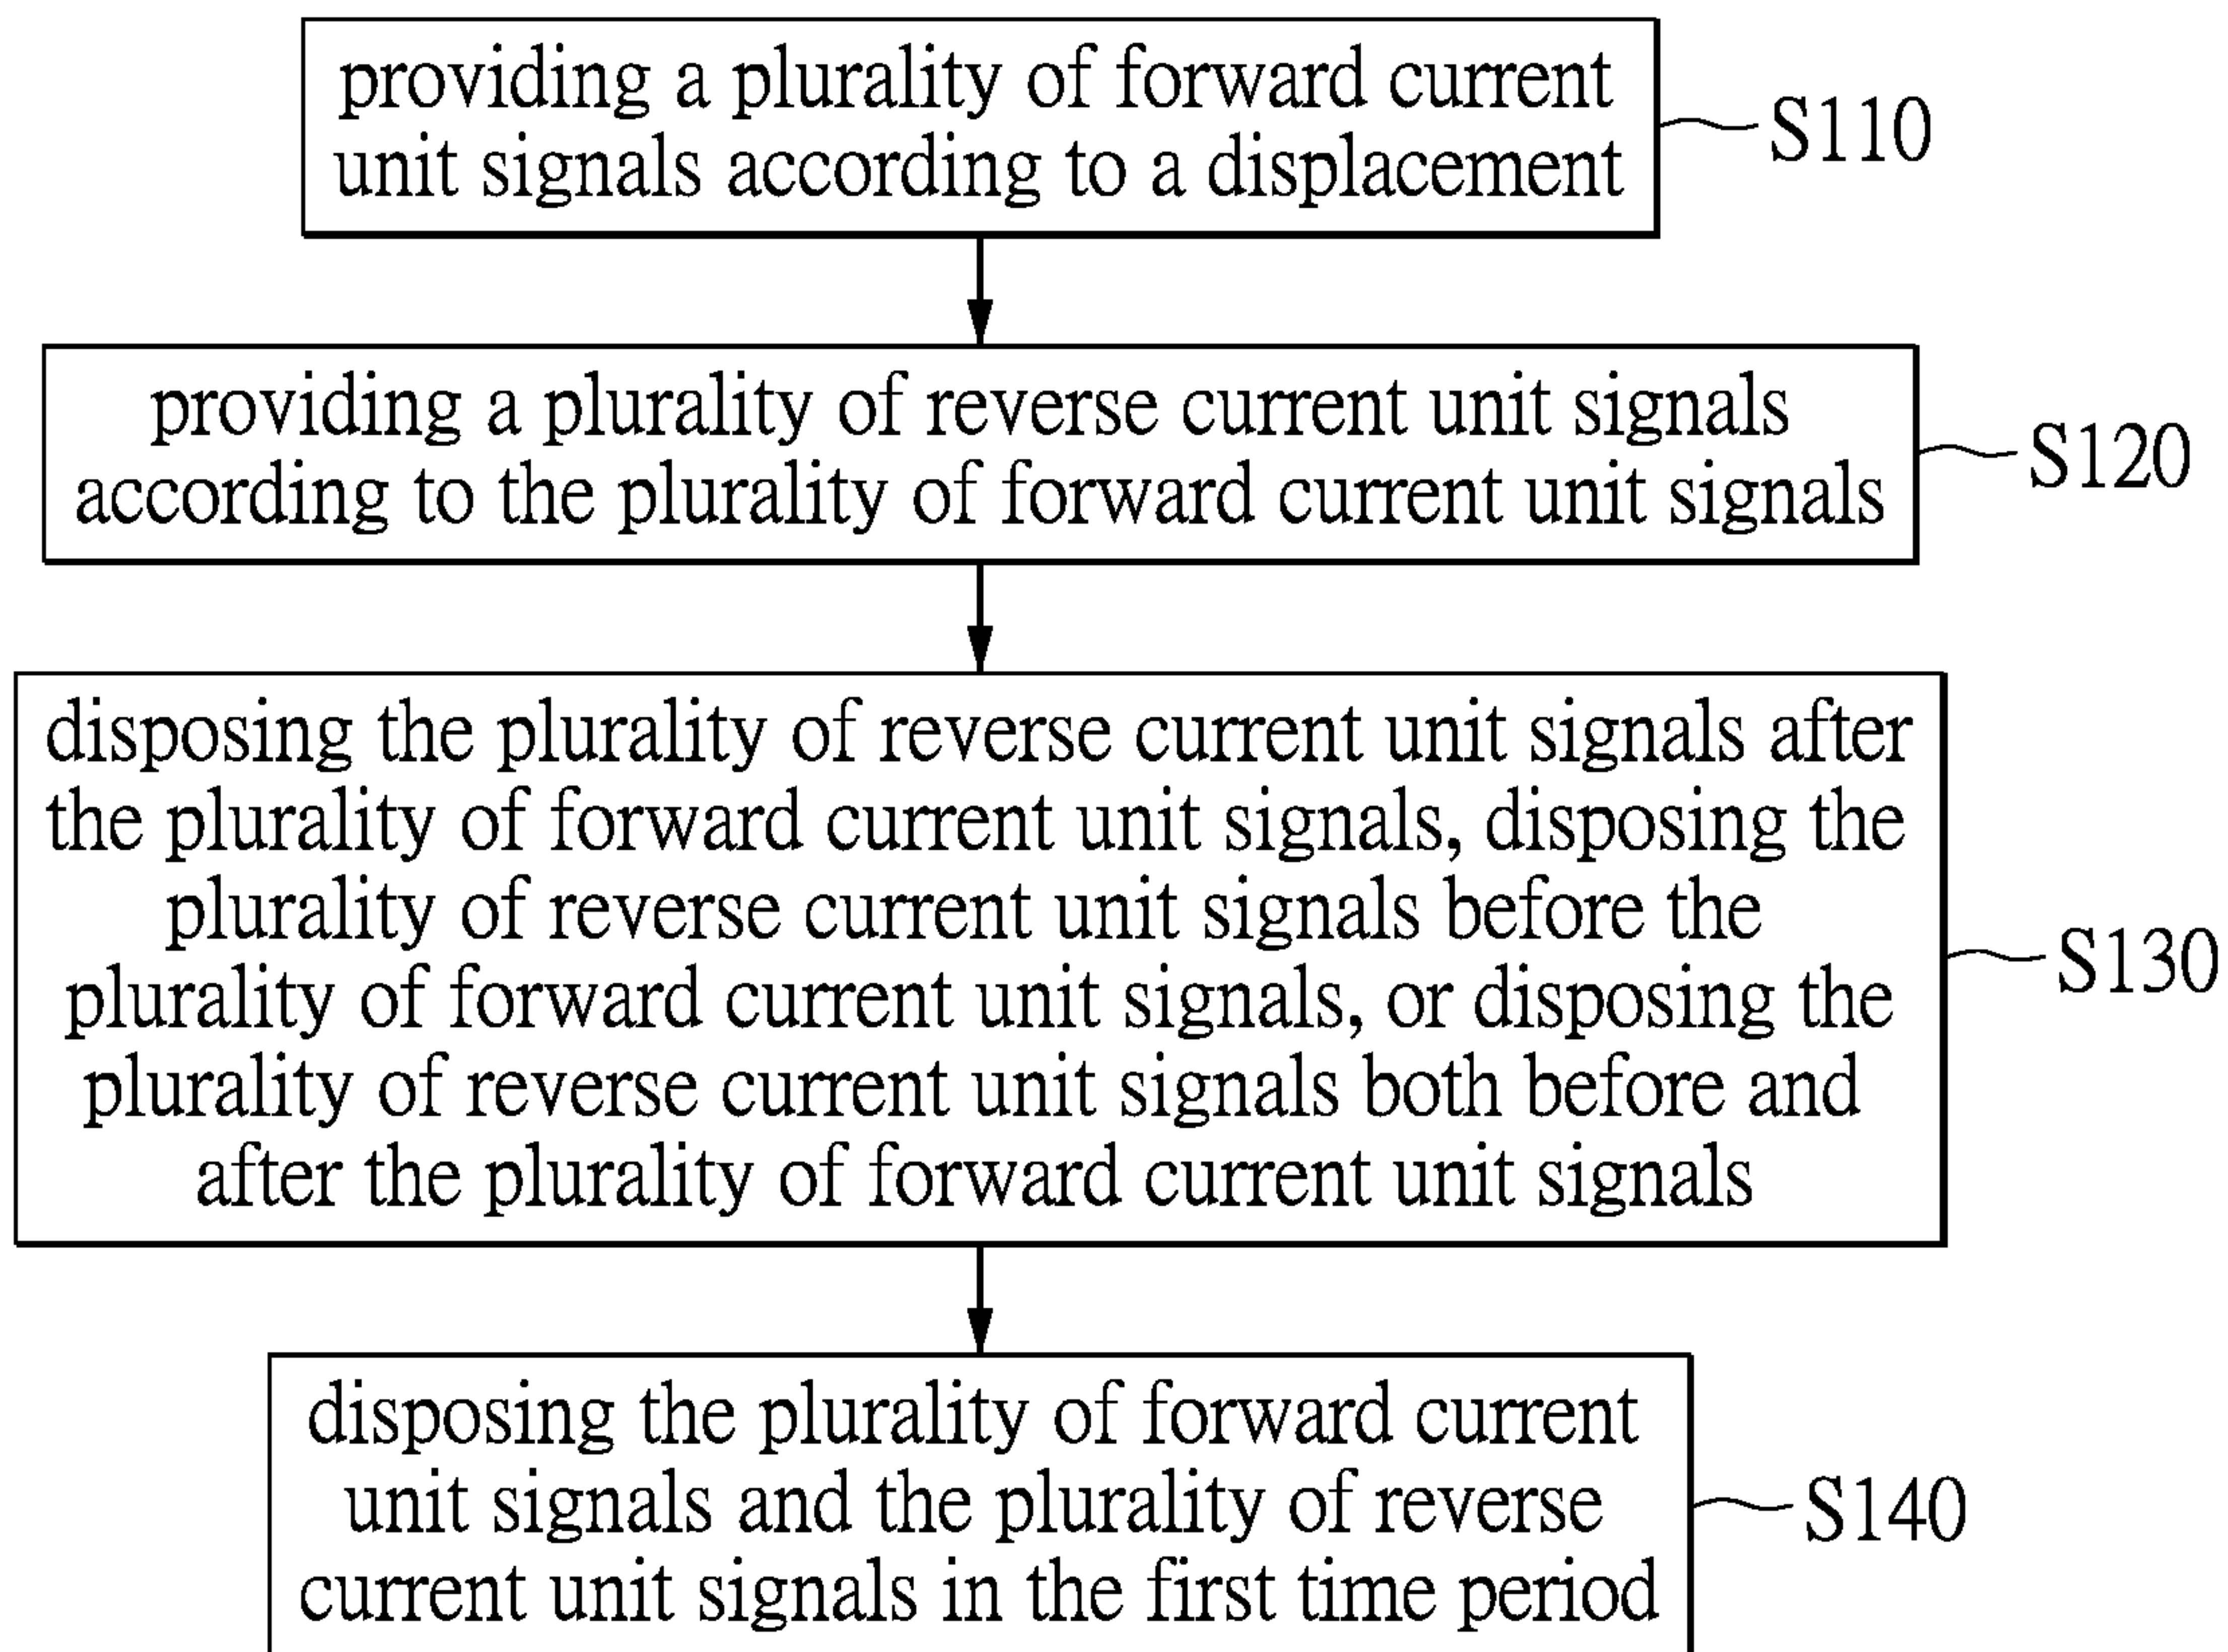 providing a plurality of forward current
unit signals according to a displacement
S110
providing a plurality of reverse current unit signals
according to the plurality of forward current unit signals
S120
disposing the plurality of reverse current unit signals after
the plurality of forward current unit signals, disposing the
plurality of reverse current unit signals before the
plurality of forward current unit signals, or disposing the
plurality of reverse current unit signals both before and
after the plurality of forward current unit signals
S130
disposing the plurality of forward current
unit signals and the plurality of reverse
current unit signals in the first time period
S140